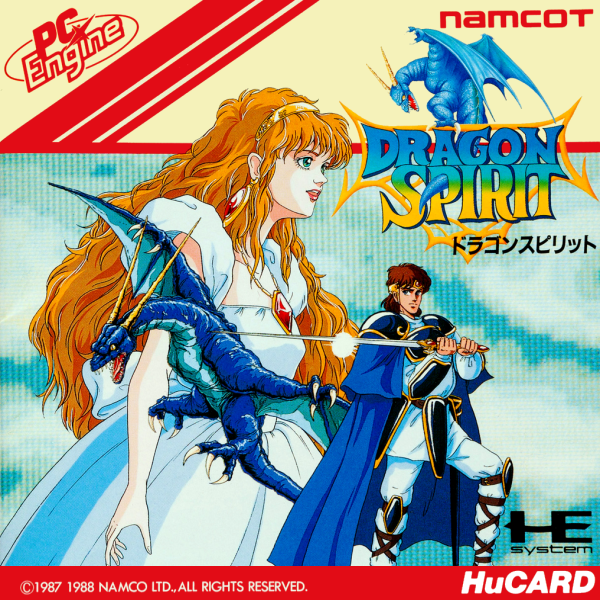 PC Engine
namcot
DRAGON
SPIRIT
ドラゴンスピリット
HE
system
©1987 1988 NAMCO LTD., ALL RIGHTS RESERVED.
HuCARD